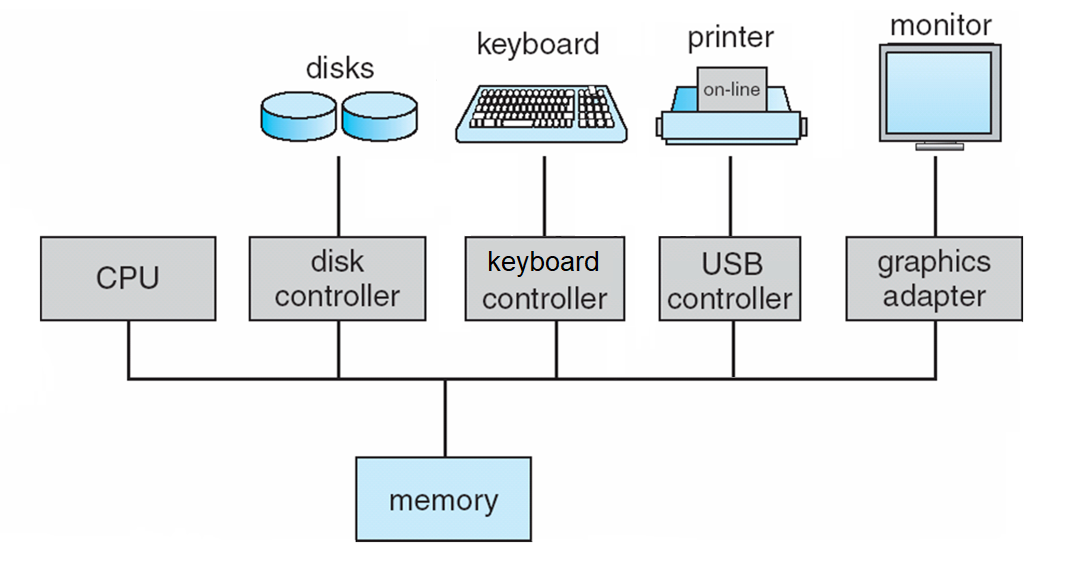 disks
keyboard
printer
monitor
on-line
CPU
disk
controller
keyboard
controller
USB
controller
graphics
adapter
memory